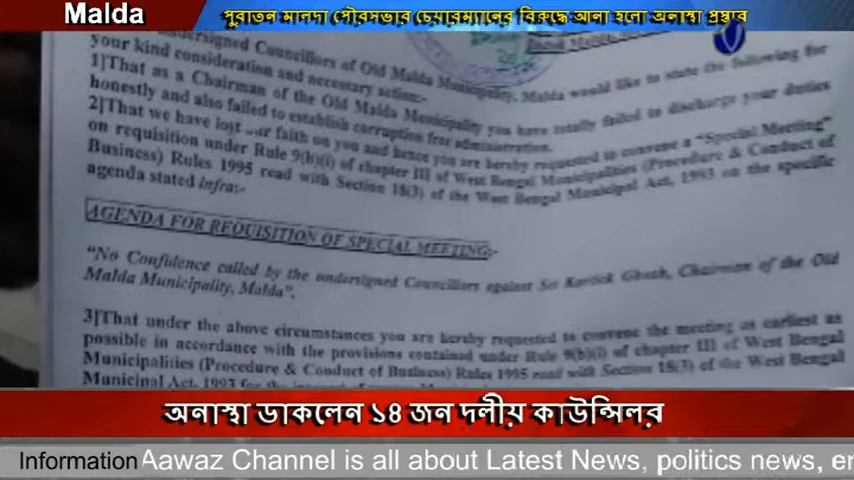 Malda
পুরাতন মালদা পৌরসভার চেয়ারম্যানের বিরুদ্ধে আনা হলো অনাস্থা প্রস্তাব
undersigned Councillors of Old Malda Municipality, Malda would like to state the following for
your kind consideration and necessary action:-
1]That as a Chairman of the Old Malda Municipality you have totally failed to discharge your duties
honestly and also failed to establish corruption free administration.
2]That we have lost our faith on you and hence you are hereby requested to convene a "Special Meeting"
on requisition under Rule 9(b)(i) of chapter III of West Bengal Municipalities (Procedure & Conduct of
Business) Rules 1995 read with Section 18(3) of the West Bengal Municipal Act, 1993 on the specific
agenda stated infra:-
AGENDA FOR REQUISITION OF SPECIAL MEETING:-
"No Confidence called by the undersigned Councillors against Sri Kartick Ghosh, Chairman of the Old
Malda Municipality, Malda".
3]That under the above circumstances you are hereby requested to convene the meeting as earliest as
possible in accordance with the provisions contained under Rule 9(b)(i) of chapter III of West Bengal
Municipalities (Procedure & Conduct of Business) Rules 1995 read with Section 18(3) of the West Bengal
Municipal Act, 1993 for the
অনাস্থা ডাকলেন ১৪ জন দলীয় কাউন্সিলর
Information Aawaz Channel is all about Latest News, politics news, en